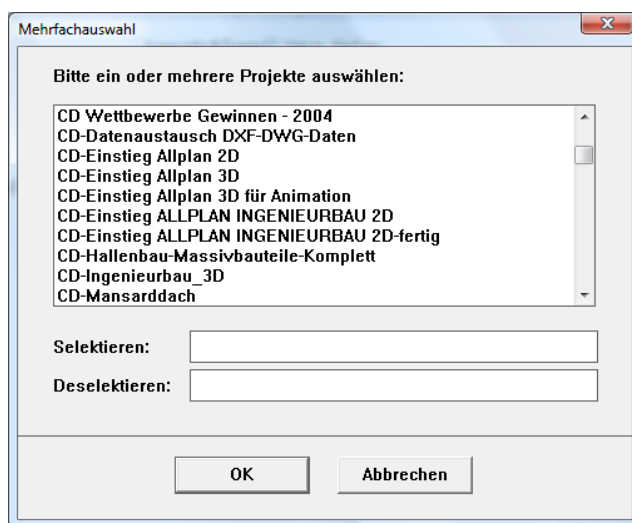 Mehrfachauswahl
Bitte ein oder mehrere Projekte auswählen:
CD Wettbewerbe Gewinnen - 2004
CD-Datenaustausch DXF-DWG-Daten
CD-Einstieg Allplan 2D
CD-Einstieg Allplan 3D
CD-Einstieg Allplan 3D für Animation
CD-Einstieg ALLPLAN INGENIEURBAU 2D
CD-Einstieg ALLPLAN INGENIEURBAU 2D-fertig
CD-Hallenbau-Massivbauteile-Komplett
CD-Ingenieurbau_3D
CD-Mansarddach
Selektieren:
Deselektieren:
OK Abbrechen